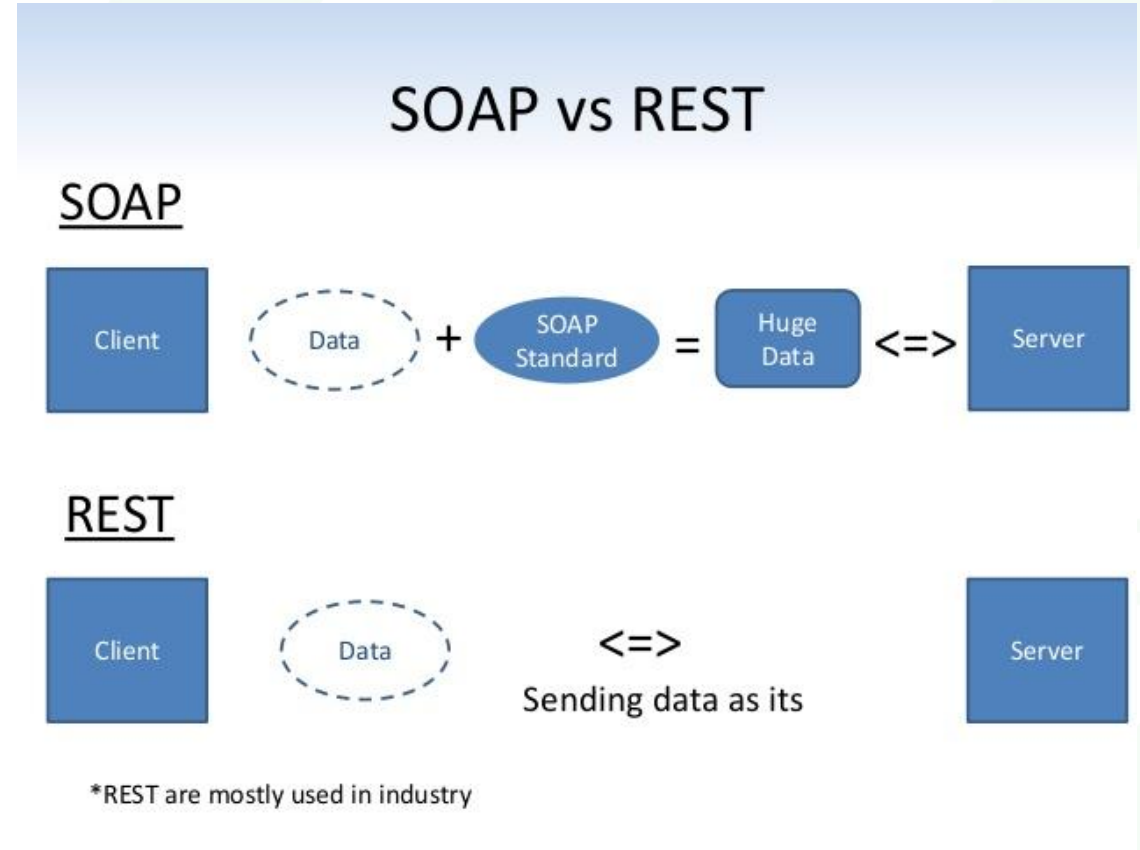 SOAP vs REST
SOAP
Client
Data
+
SOAP
Standard
=
Huge
Data
<=>
Server
REST
Client
Data
<=>
Sending data as its
Server
*REST are mostly used in industry